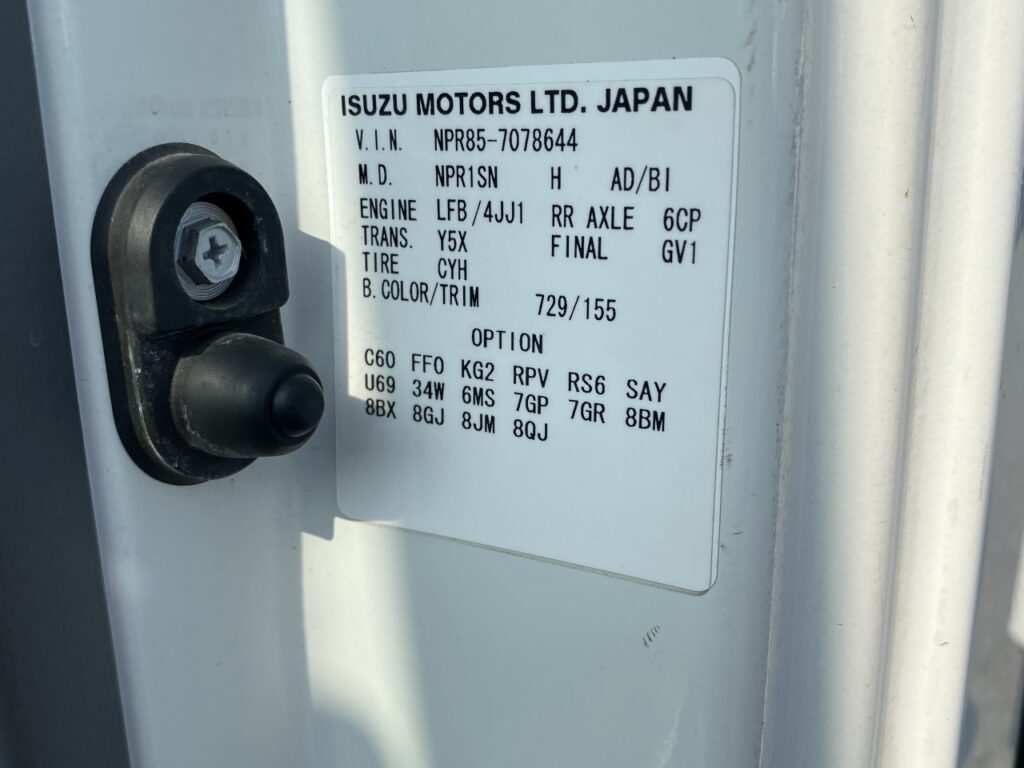 ISUZU MOTORS LTD. JAPAN
V.I.N. NPR85-7078644
M.D. NPR1SN H AD/BI
ENGINE LFB/4JJ1 RR AXLE 6CP
TRANS. Y5X FINAL GV1
TIRE CYH
B.COLOR/TRIM 729/155
OPTION
C60 FF0 KG2 RPV RS6 SAY
U69 34W 6MS 7GP 7GR 8BM
8BX 8GJ 8JM 8QJ